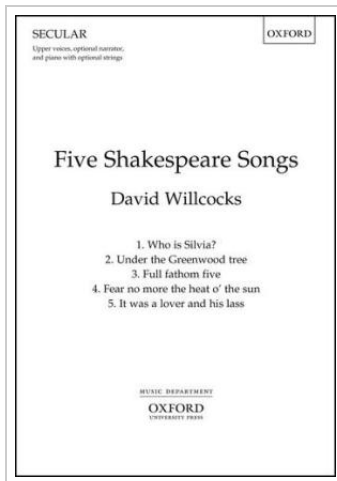 SECULAR
OXFORD
Upper voices, optional narrator,
and piano with optional strings
Five Shakespeare Songs
David Willcocks
1. Who is Silvia?
2. Under the Greenwood tree
3. Full fathom five
4. Fear no more the heat o' the sun
5. It was a lover and his lass
MUSIC DEPARTMENT
OXFORD
UNIVERSITY PRESS